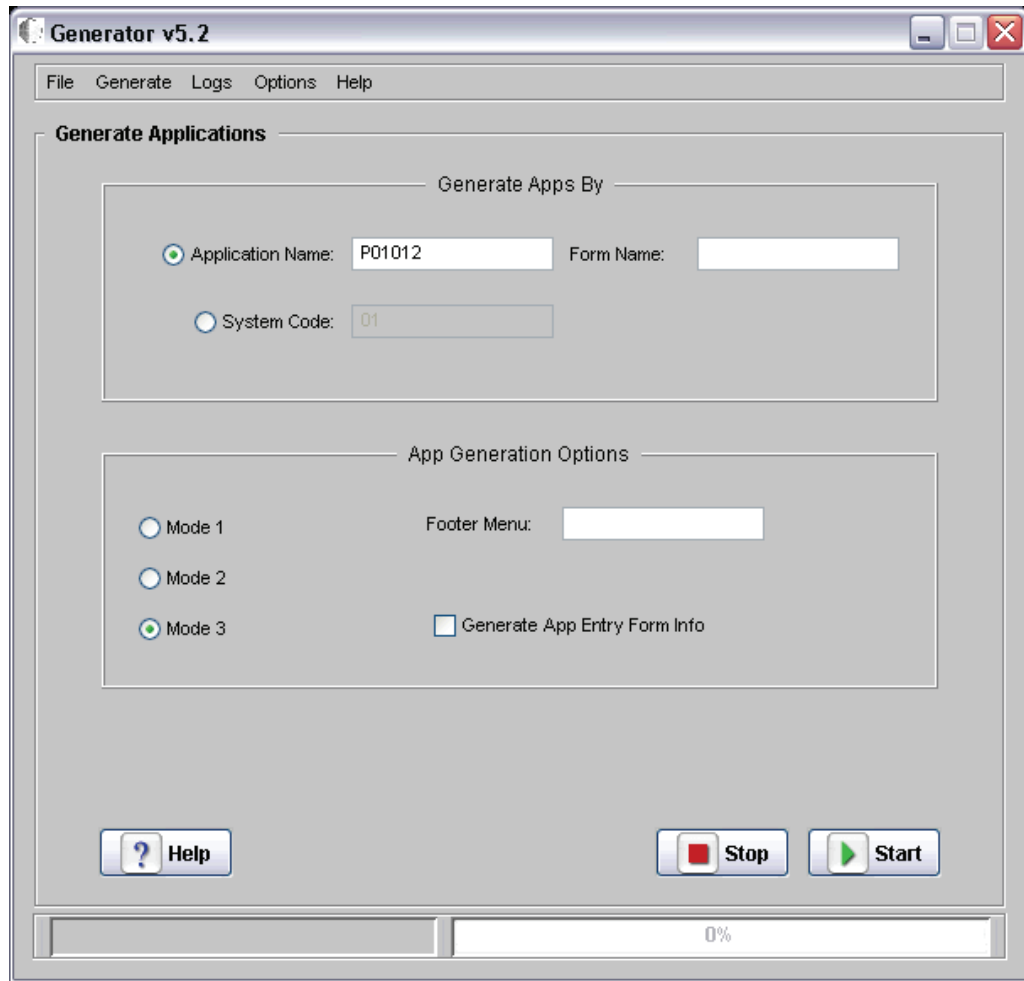 Generator v5.2
File Generate Logs Options Help
Generate Applications
Generate Apps By
Application Name: P01012 Form Name:
System Code: 01
App Generation Options
Mode 1 Footer Menu:
Mode 2
Mode 3 Generate App Entry Form Info
? Help Stop Start
0%